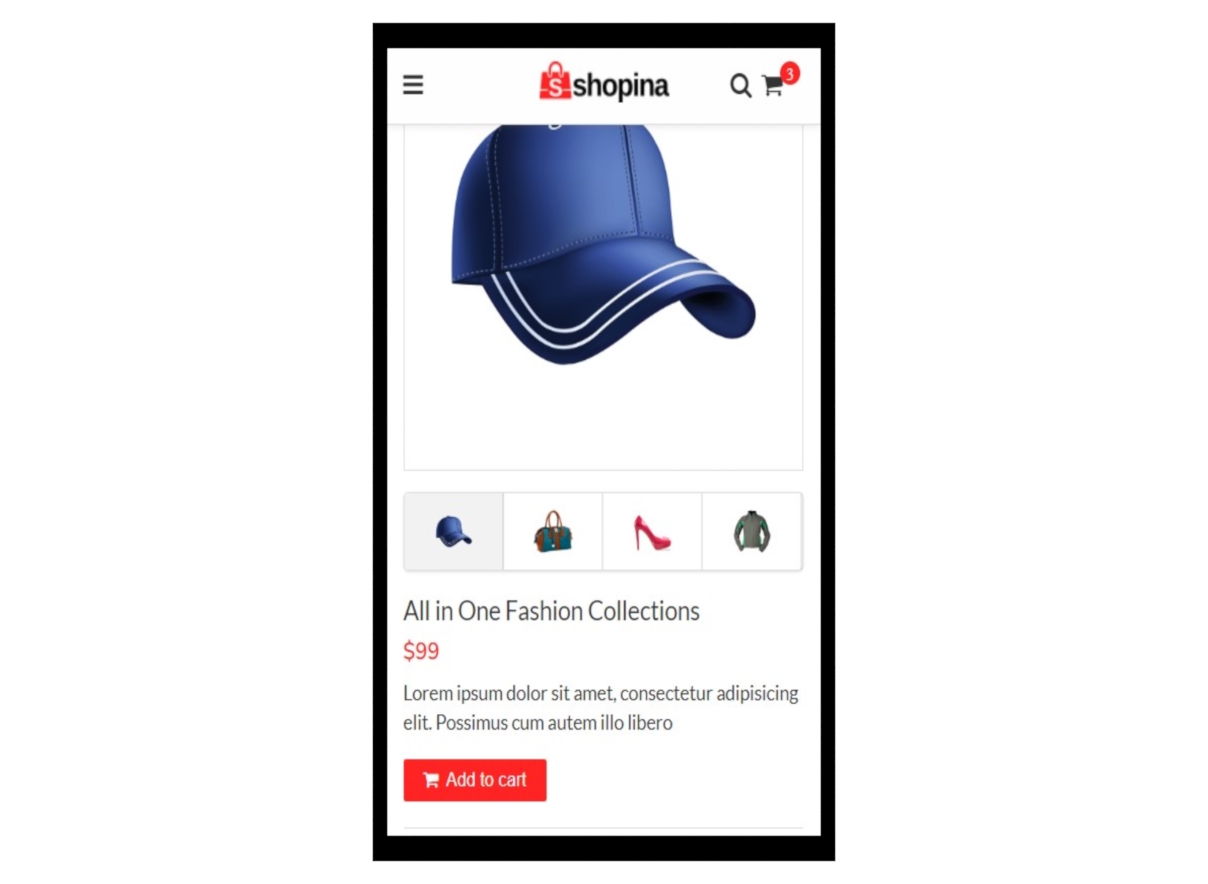 S shopina
3
All in One Fashion Collections
$99
Lorem ipsum dolor sit amet, consectetur adipisicing
elit. Possimus cum autem illo libero
Add to cart